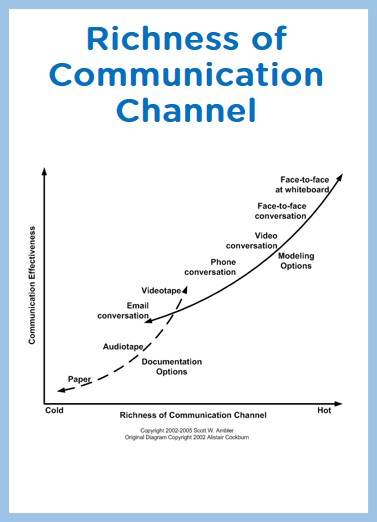 Richness of
Communication
Channel
Face-to-face
at whiteboard
Face-to-face
conversation
Video
conversation
Modeling
Options
Phone
conversation
Videotape
Email
conversation
Audiotape
Documentation
Options
Paper
Communication Effectiveness
Cold
Hot
Richness of Communication Channel
Copyright 2002-2005 Scott W. Ambler
Original Diagram Copyright 2002 Alistair Cockburn